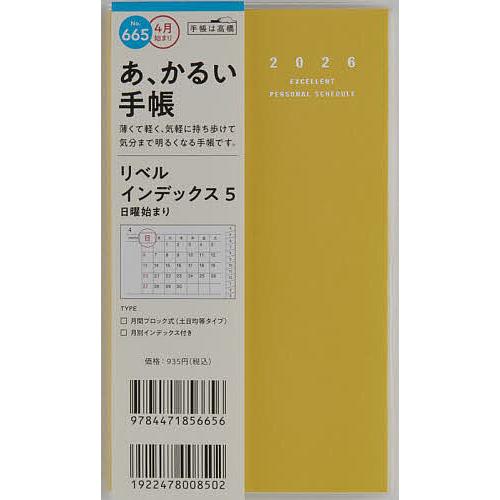 No.
665
4月
始まり
手帳は高橋
あ、かるい
手帳
薄くて軽く、気軽に持ち歩けて
気分まで明るくなる手帳です。
リベル
インデックス 5
日曜始まり
4
日
TYPE
□ 月間ブロック式(土日均等タイプ)
□ 月別インデックス付き
価格:935円(税込)
9784471856656
1922478008502
2026
EXCELLENT
PERSONAL SCHEDULE